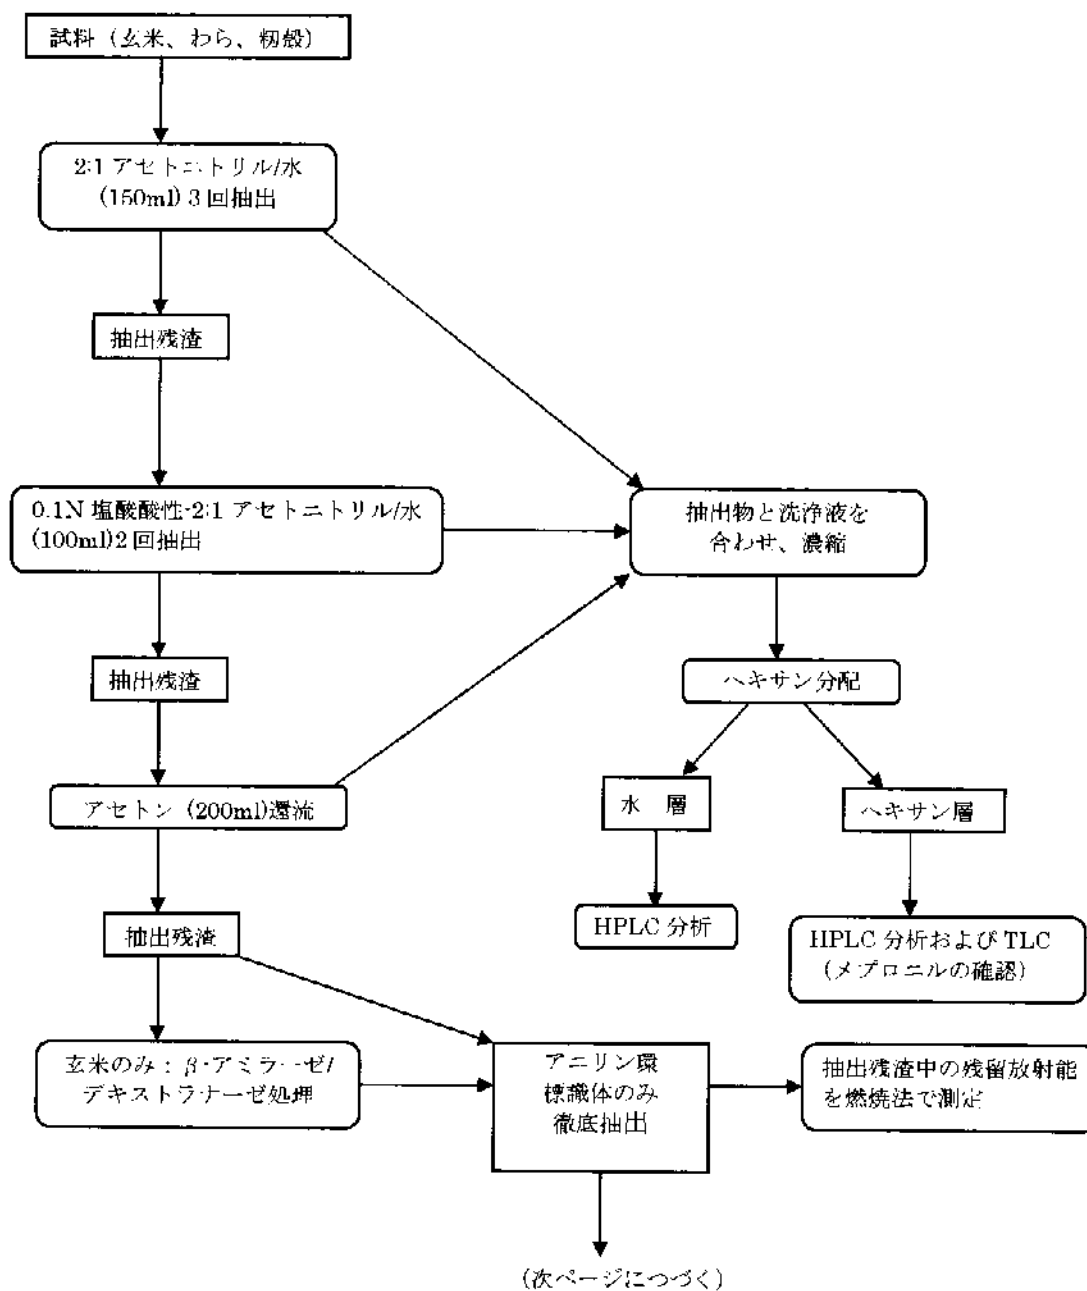 試料（玄米、わら、籾殻）
2:1 アセトニトリル/水
(150ml) 3 回抽出
抽出残渣
0.1N 塩酸酸性-2:1 アセトニトリル/水
(100ml)2 回抽出
抽出物と洗浄液を
合わせ、濃縮
抽出残渣
ヘキサン分配
アセトン (200ml)還流
水　層
ヘキサン層
抽出残渣
HPLC 分析
HPLC 分析および TLC
（メプロニルの確認）
玄米のみ：β-アミラーゼ/
デキストラナーゼ処理
アニリン環
標識体のみ
徹底抽出
抽出残渣中の残留放射能
を燃焼法で測定
(次ページにつづく)